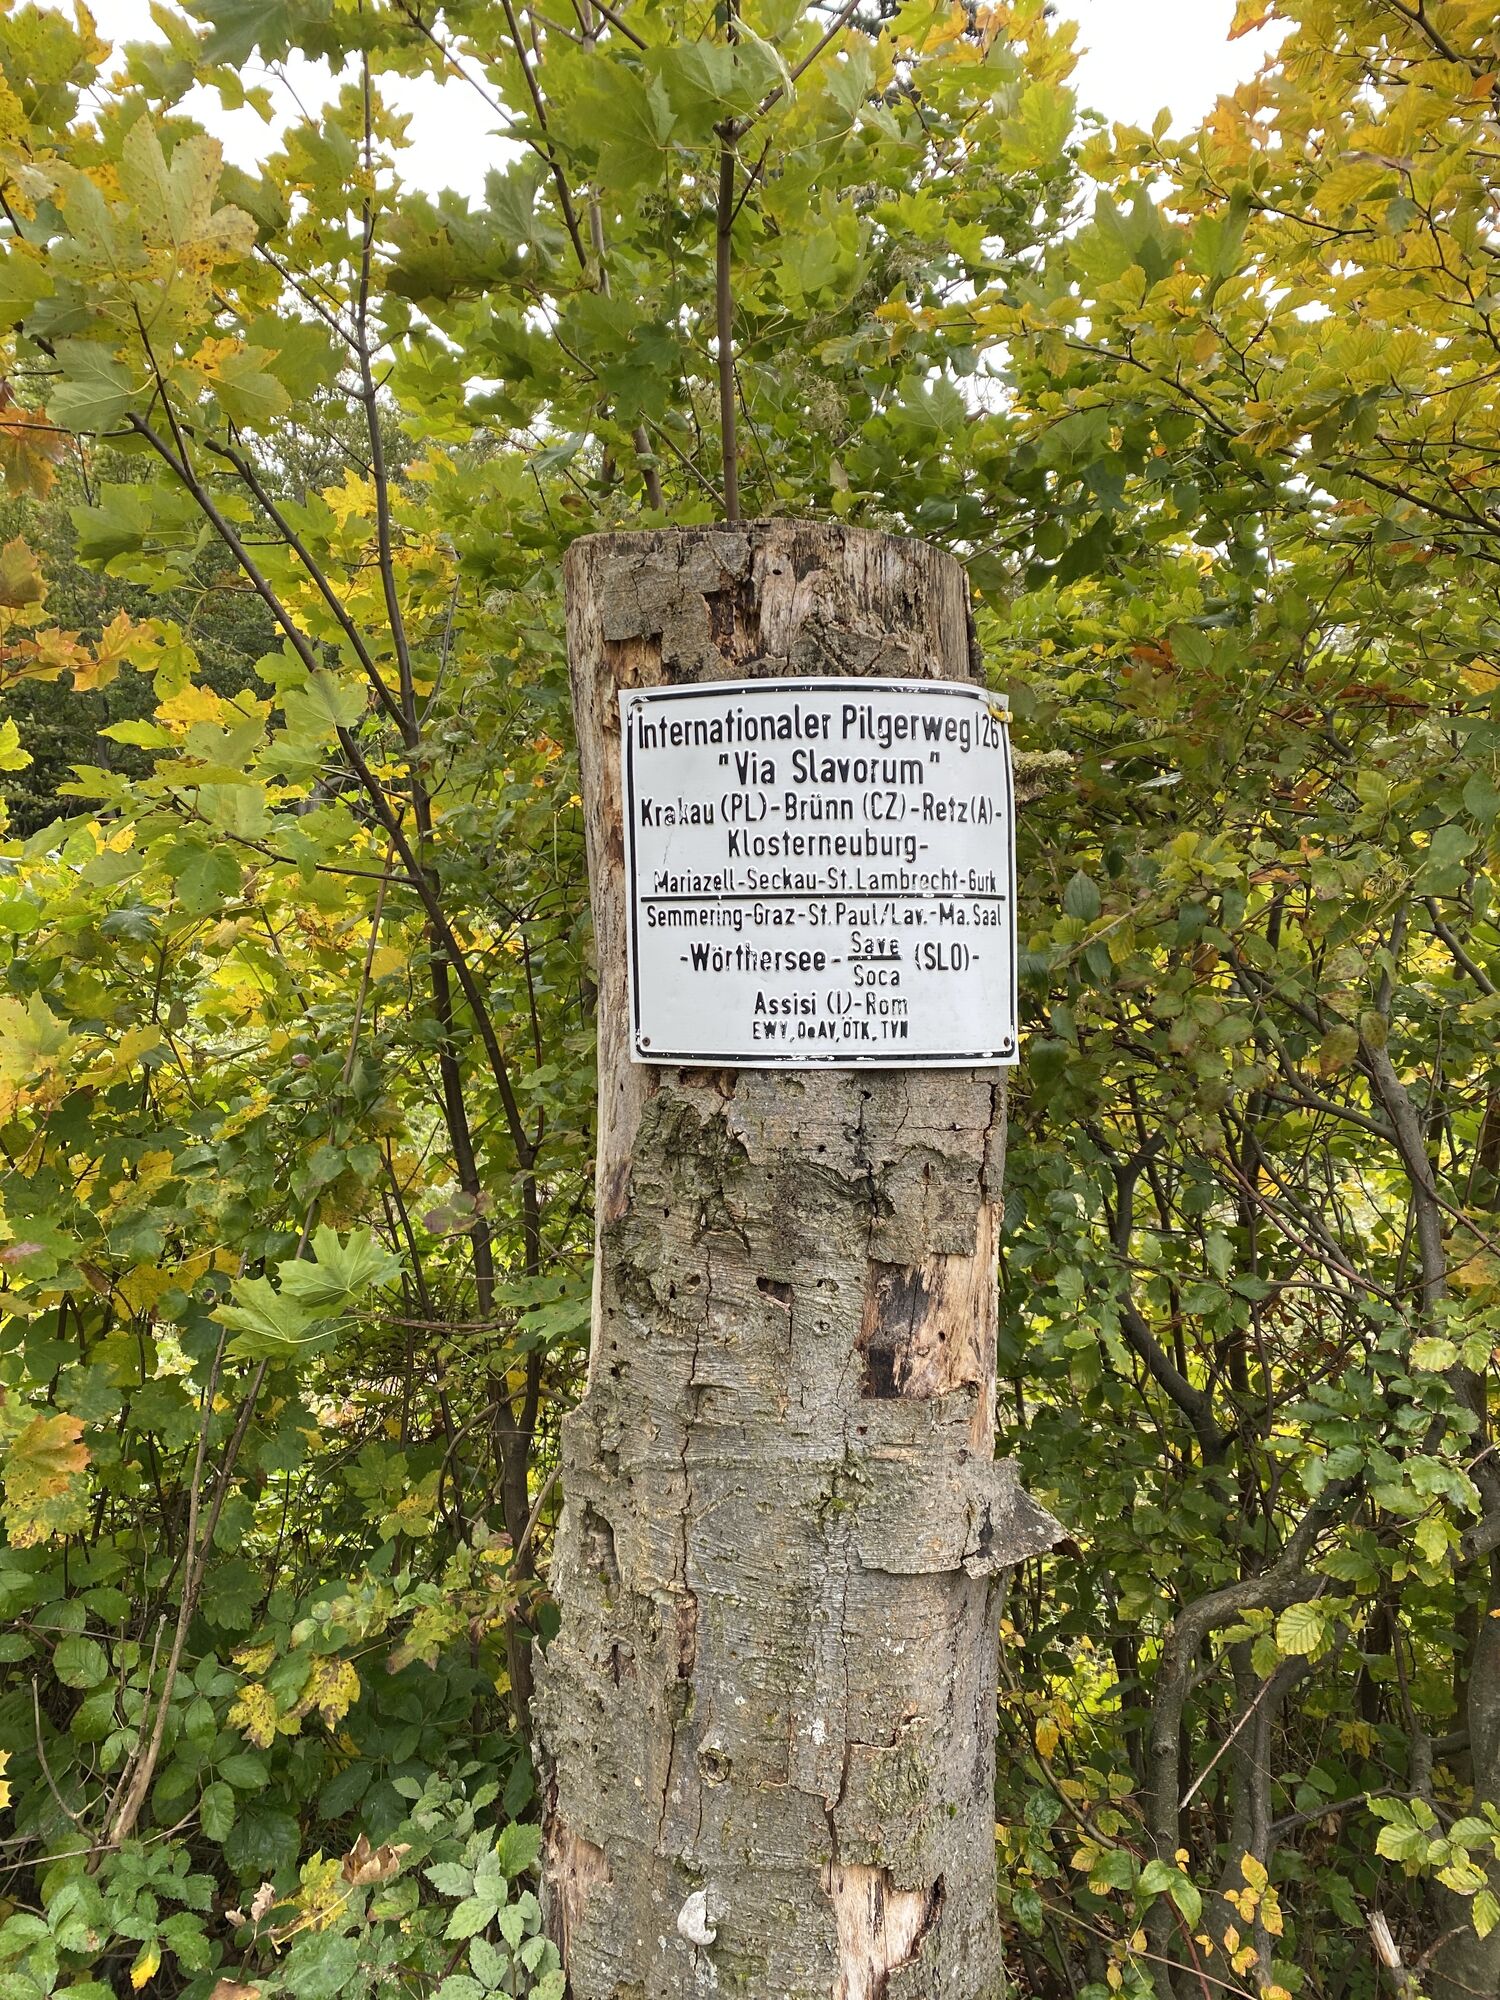 Internationaler Pilgerweg 126
"Via Slavorum"
Krakau (PL)-Brünn (CZ)-Retz(A)-
Klosterneuburg-
Mariazell-Seckau-St. Lambrecht-Gurk
Semmering-Graz-St. Paul/Lav.-Ma. Saal
-Wörthersee- Save (SLO)-
Soca
Assisi (I)-Rom
EWV, OeAV, ÖTK, TVN